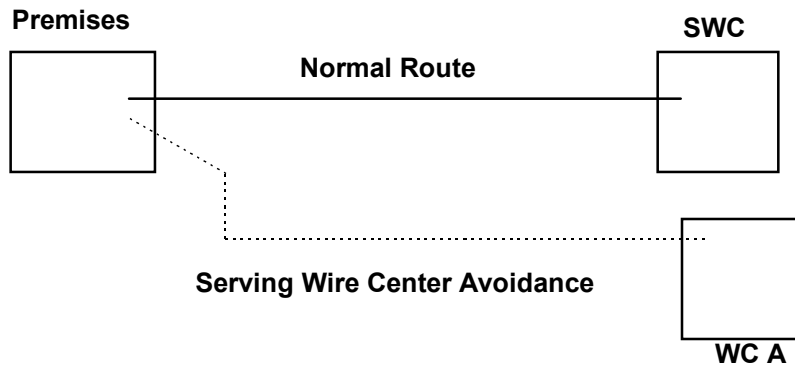 Premises
SWC
Normal Route
Serving Wire Center Avoidance
WC A